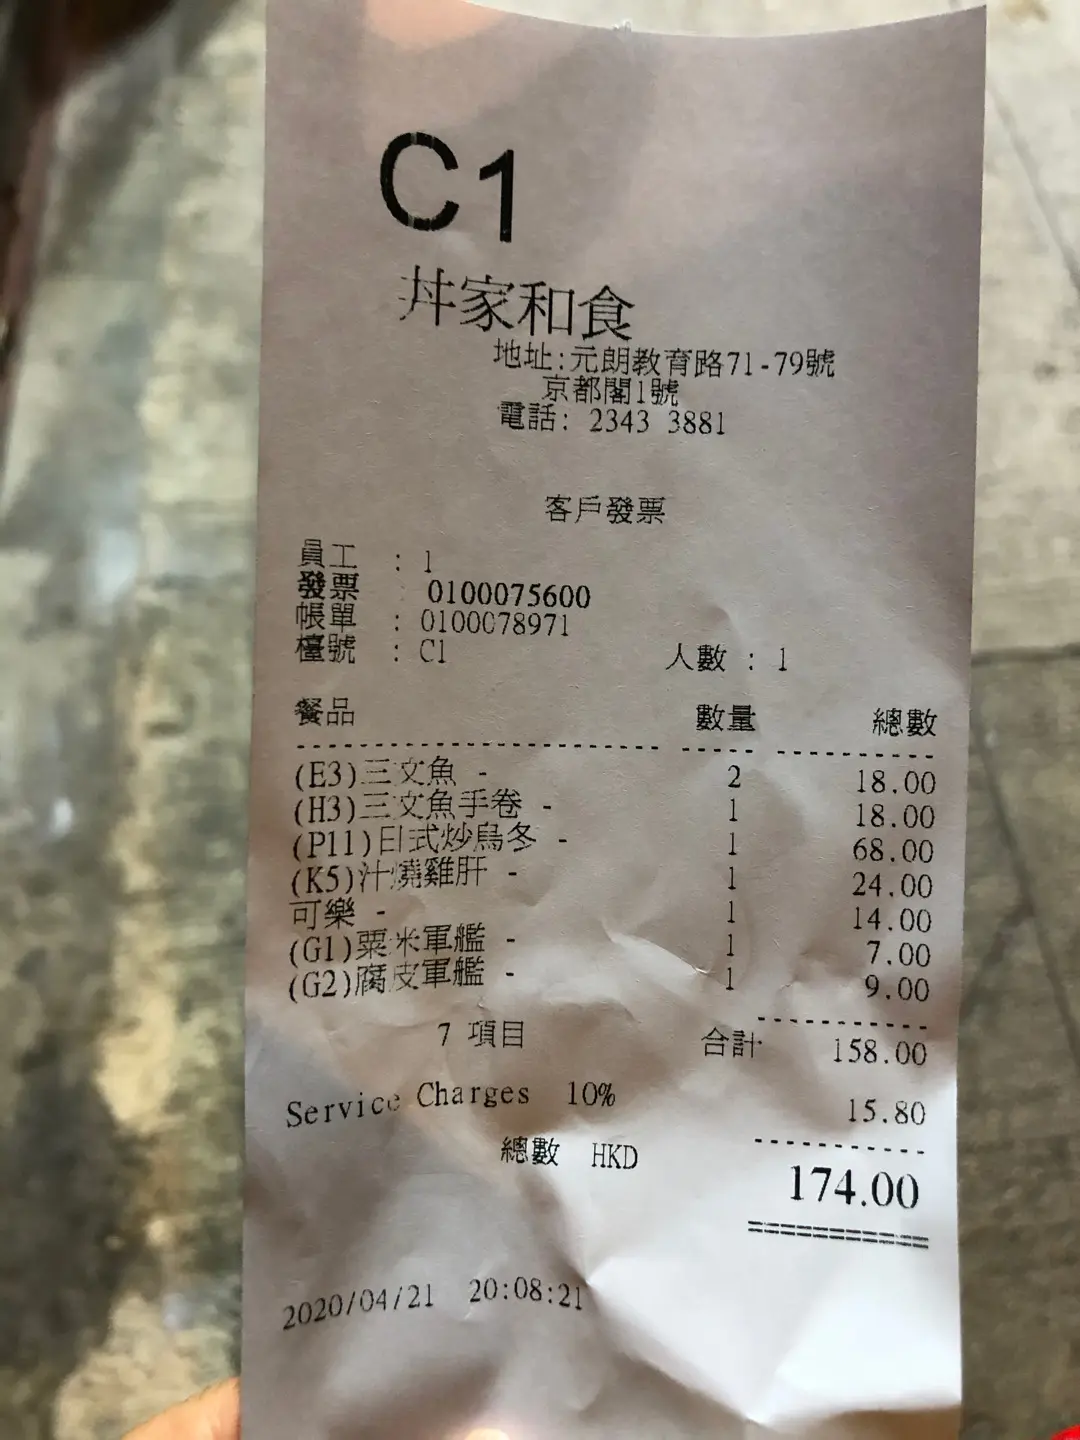 C1
丼家和食
地址:元朗教育路71-79號
京都閣1號
電話: 2343 3881
客戶發票
員工 : 1
發票 : 0100075600
帳單 : 0100078971
檯號 : C1 人數 : 1
餐品 數量 總數
(E3)三文魚 - 2 18.00
(H3)三文魚手卷 - 1 18.00
(P11)日式炒烏冬 - 1 68.00
(K5)汁燒雞肝 - 1 24.00
可樂 - 1 14.00
(G1)粟米軍艦 - 1 7.00
(G2)腐皮軍艦 - 1 9.00
7 項目 合計 158.00
Service Charges 10% 15.80
總數 HKD 174.00
2020/04/21 20:08:21